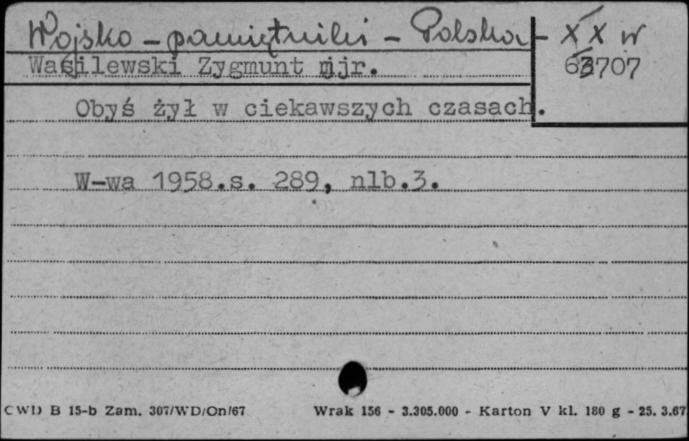 Wojsko – pamiętniki – Polska – XX w
Wasilewski Zygmunt mjr. 63707
Obyś żył w ciekawszych czasach.
W-wa 1958.s. 289, nlb.3.
CWD B 15-b Zam. 307/WD/On/67 Wrak 156 - 3.305.000 - Karton V kl. 180 g - 25. 3.67